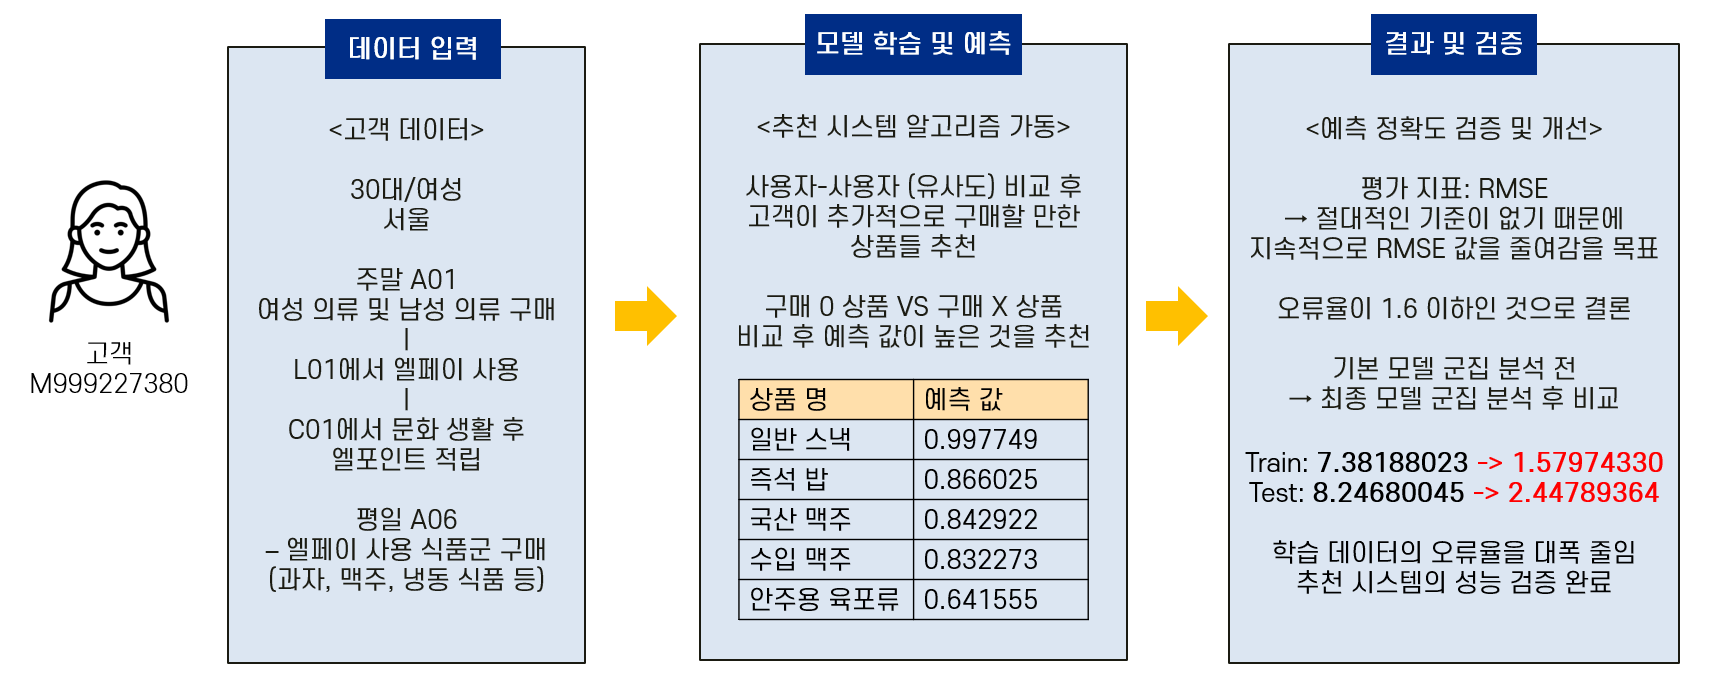 고객
M999227380
데이터 입력
<고객 데이터>
30대/여성
서울
주말 A01
여성 의류 및 남성 의류 구매
|
L01에서 엘페이 사용
|
C01에서 문화 생활 후
엘포인트 적립
평일 A06
– 엘페이 사용 식품군 구매
(과자, 맥주, 냉동 식품 등)
모델 학습 및 예측
<추천 시스템 알고리즘 가동>
사용자-사용자 (유사도) 비교 후
고객이 추가적으로 구매할 만한
상품들 추천
구매 O 상품 VS 구매 X 상품
비교 후 예측 값이 높은 것을 추천
상품 명 예측 값
일반 스낵 0.997749
즉석 밥 0.866025
국산 맥주 0.842922
수입 맥주 0.832273
안주용 육포류 0.641555
결과 및 검증
<예측 정확도 검증 및 개선>
평가 지표: RMSE
→ 절대적인 기준이 없기 때문에
지속적으로 RMSE 값을 줄여감을 목표
오류율이 1.6 이하인 것으로 결론
기본 모델 군집 분석 전
→ 최종 모델 군집 분석 후 비교
Train: 7.38188023 -> 1.57974330
Test: 8.24680045 -> 2.44789364
학습 데이터의 오류율을 대폭 줄임
추천 시스템의 성능 검증 완료